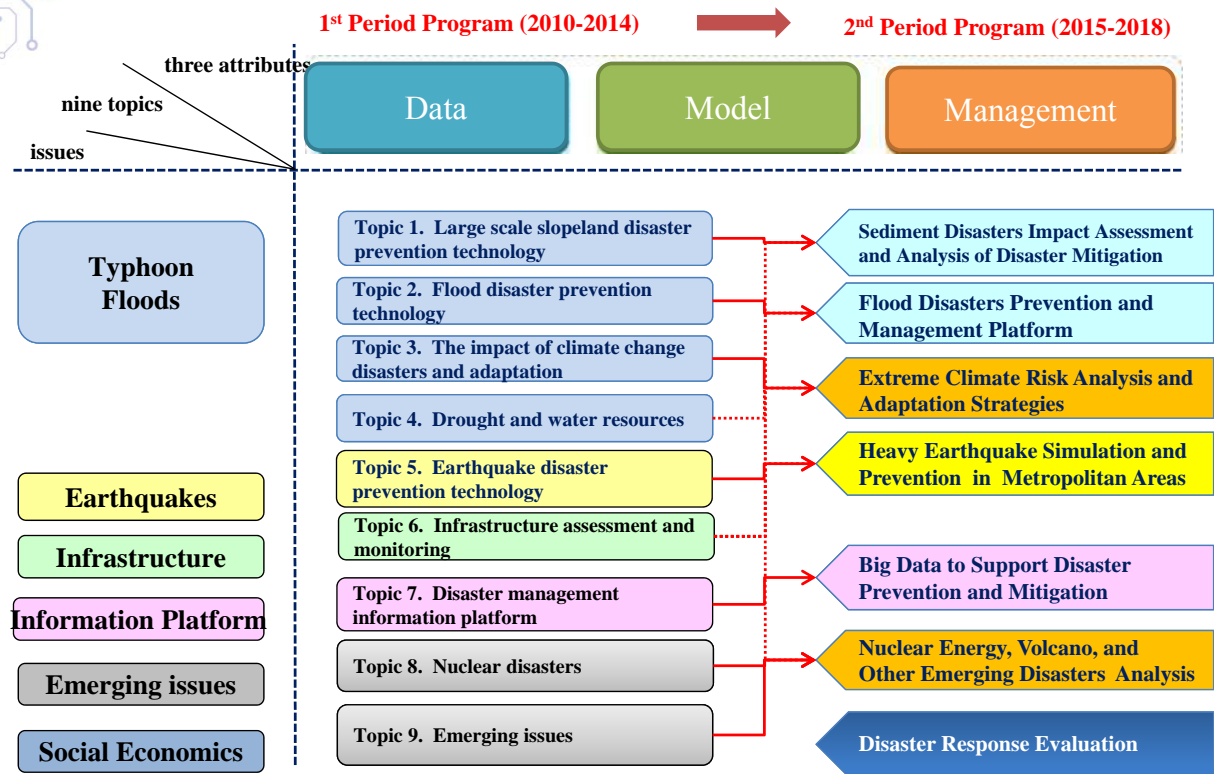 1st Period Program (2010-2014)
2nd Period Program (2015-2018)
three attributes
nine topics
issues
Data
Model
Management
Typhoon
Floods
Earthquakes
Infrastructure
Information Platform
Emerging issues
Social Economics
Topic 1. Large scale slopeland disaster
prevention technology
Topic 2. Flood disaster prevention
technology
Topic 3. The impact of climate change
disasters and adaptation
Topic 4. Drought and water resources
Topic 5. Earthquake disaster
prevention technology
Topic 6. Infrastructure assessment and
monitoring
Topic 7. Disaster management
information platform
Topic 8. Nuclear disasters
Topic 9. Emerging issues
Sediment Disasters Impact Assessment
and Analysis of Disaster Mitigation
Flood Disasters Prevention and
Management Platform
Extreme Climate Risk Analysis and
Adaptation Strategies
Heavy Earthquake Simulation and
Prevention in Metropolitan Areas
Big Data to Support Disaster
Prevention and Mitigation
Nuclear Energy, Volcano, and
Other Emerging Disasters Analysis
Disaster Response Evaluation